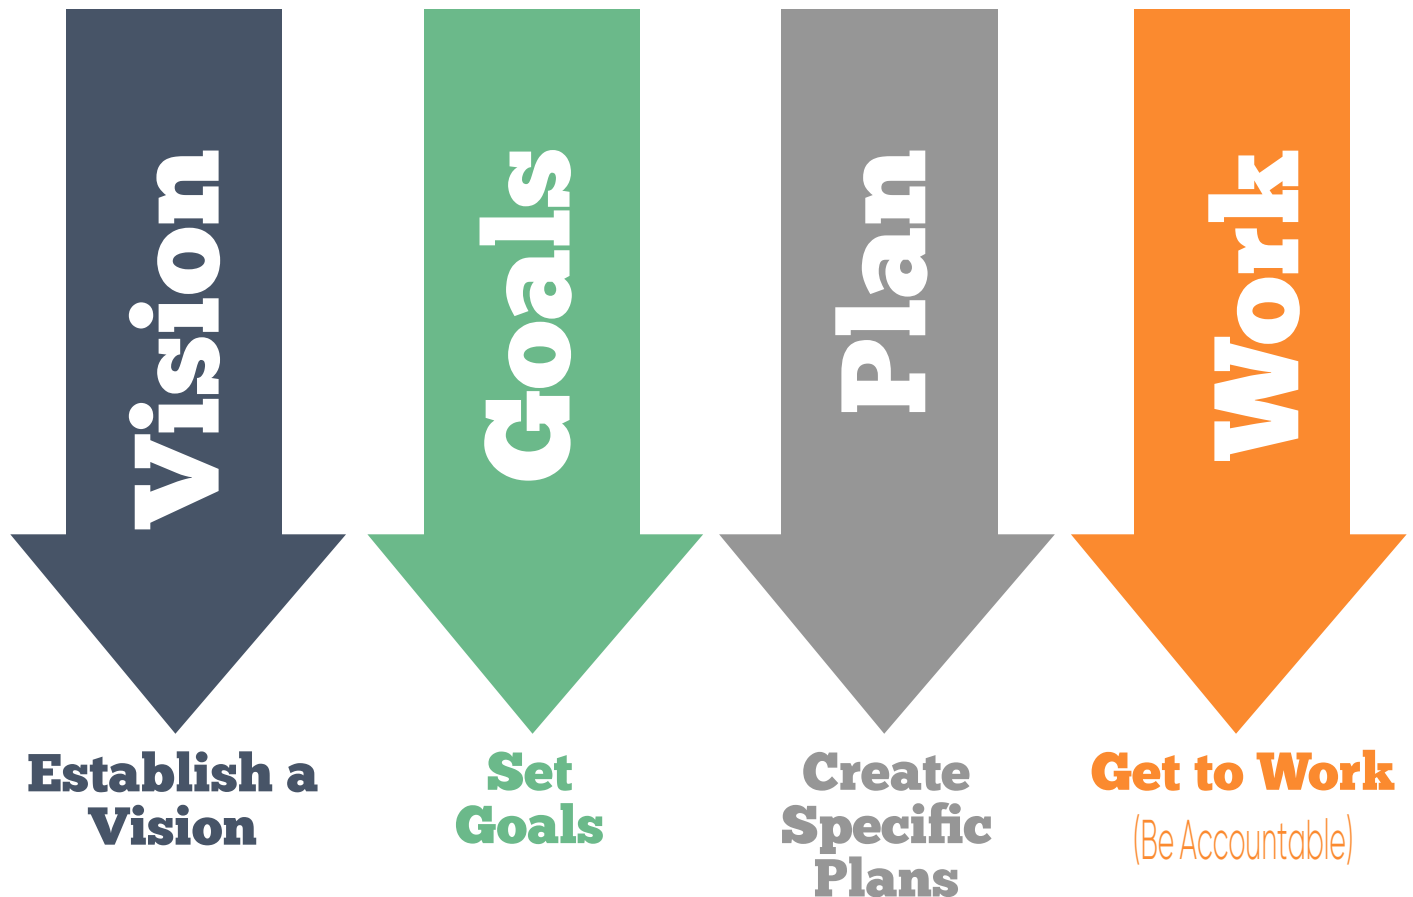 Vision
Goals
Plan
Work
Establish a
Vision
Set
Goals
Create
Specific
Plans
Get to Work
(Be Accountable)